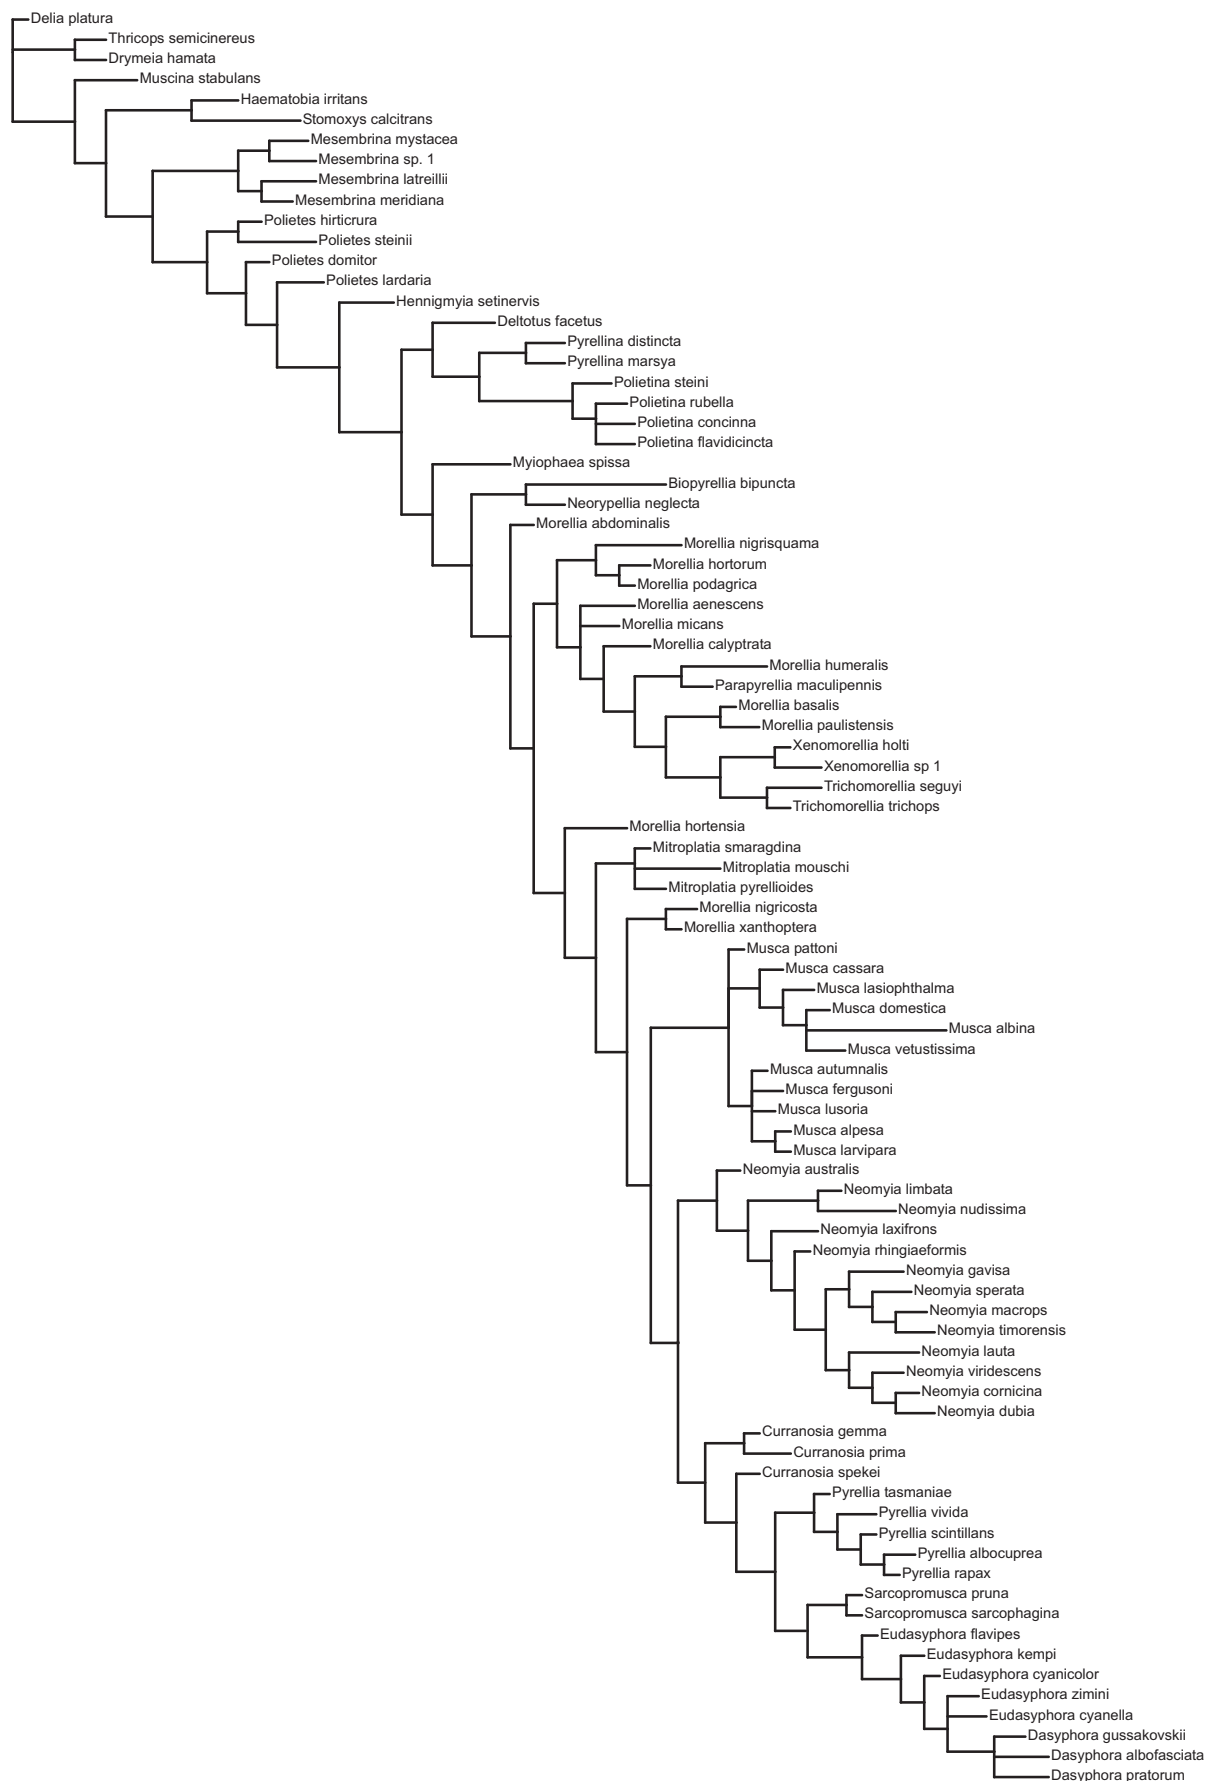 Delia platura
Thricops semicinereus
Drymeia hamata
Muscina stabulans
Haematobia irritans
Stomoxys calcitrans
Mesembrina mystacea
Mesembrina sp. 1
Mesembrina latreillii
Mesembrina meridiana
Polietes hirticrura
Polietes steinii
Polietes domitor
Polietes lardaria
Hennigmyia setinervis
Deltotus facetus
Pyrellina distincta
Pyrellina marsya
Polietina steini
Polietina rubella
Polietina concinna
Polietina flavidicincta
Myiophaea spissa
Biopyrellia bipuncta
Neorypellia neglecta
Morellia abdominalis
Morellia nigrisquama
Morellia hortorum
Morellia podagrica
Morellia aenescens
Morellia micans
Morellia calyptrata
Morellia humeralis
Parapyrellia maculipennis
Morellia basalis
Morellia paulistensis
Xenomorellia holti
Xenomorellia sp 1
Trichomorellia seguyi
Trichomorellia trichops
Morellia hortensia
Mitroplatia smaragdina
Mitroplatia mouschi
Mitroplatia pyrellioides
Morellia nigricosta
Morellia xanthoptera
Musca pattoni
Musca cassara
Musca lasiophthalma
Musca domestica
Musca albina
Musca vetustissima
Musca autumnalis
Musca fergusoni
Musca lusoria
Musca alpesa
Musca larvipara
Neomyia australis
Neomyia limbata
Neomyia nudissima
Neomyia laxifrons
Neomyia rhingiaeformis
Neomyia gavisa
Neomyia sperata
Neomyia macrops
Neomyia timorensis
Neomyia lauta
Neomyia viridescens
Neomyia cornicina
Neomyia dubia
Curranosia gemma
Curranosia prima
Curranosia spekei
Pyrellia tasmaniae
Pyrellia vivida
Pyrellia scintillans
Pyrellia albocuprea
Pyrellia rapax
Sarcopromusca pruna
Sarcopromusca sarcophagina
Eudasyphora flavipes
Eudasyphora kempi
Eudasyphora cyanicolor
Eudasyphora zimini
Eudasyphora cyanella
Dasyphora gussakovskii
Dasyphora albofasciata
Dasyphora pratorum